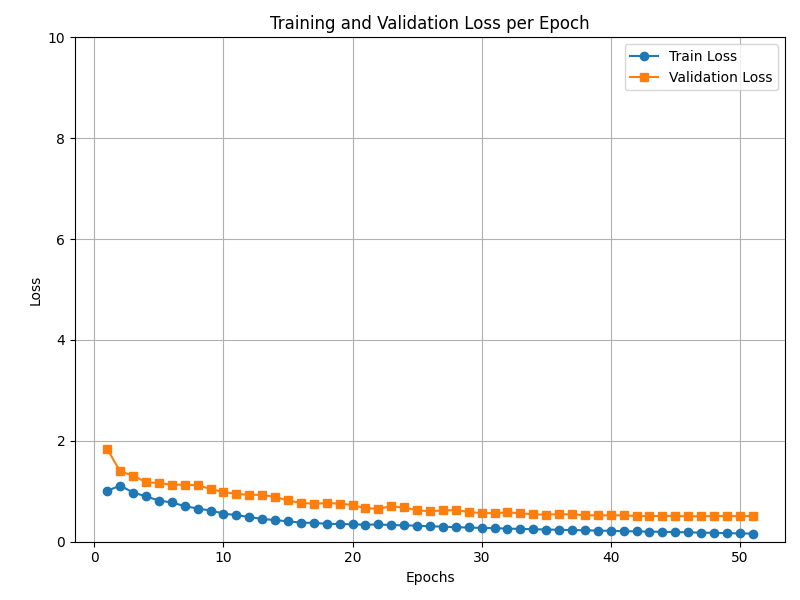 Training and Validation Loss per Epoch
Train Loss
Validation Loss
10
8
6
4
2
0
Loss
0 10 20 30 40 50
Epochs